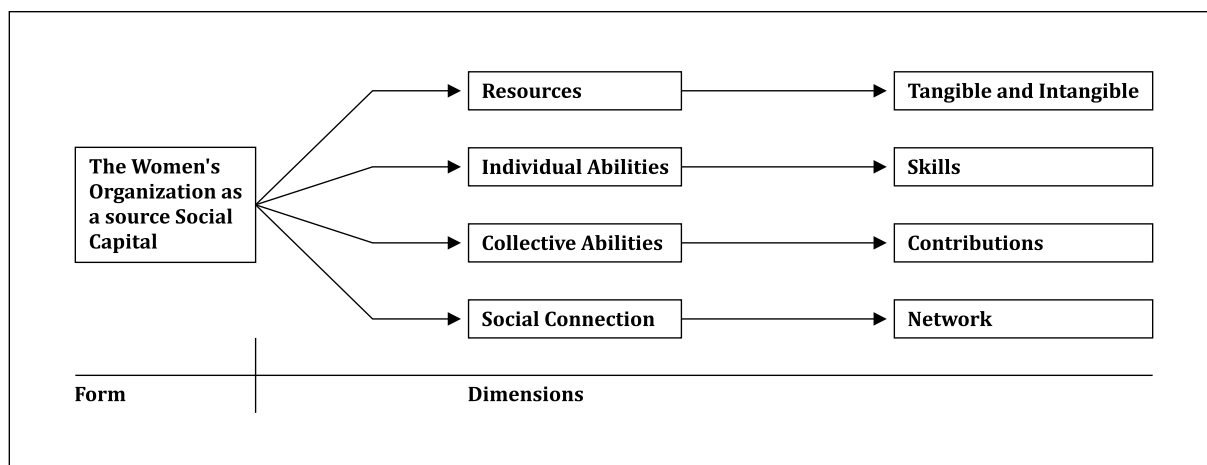 Resources
Tangible and Intangible
The Women's
Organization as
a source Social
Capital
Individual Abilities
Skills
Collective Abilities
Contributions
Social Connection
Network
Form
Dimensions